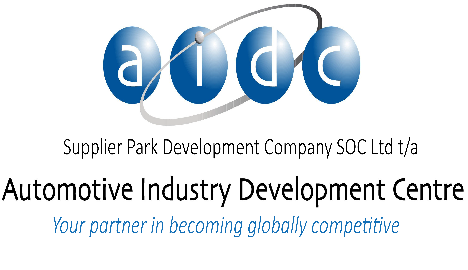 aidc
Supplier Park Development Company SOC Ltd t/a
Automotive Industry Development Centre
Your partner in becoming globally competitive